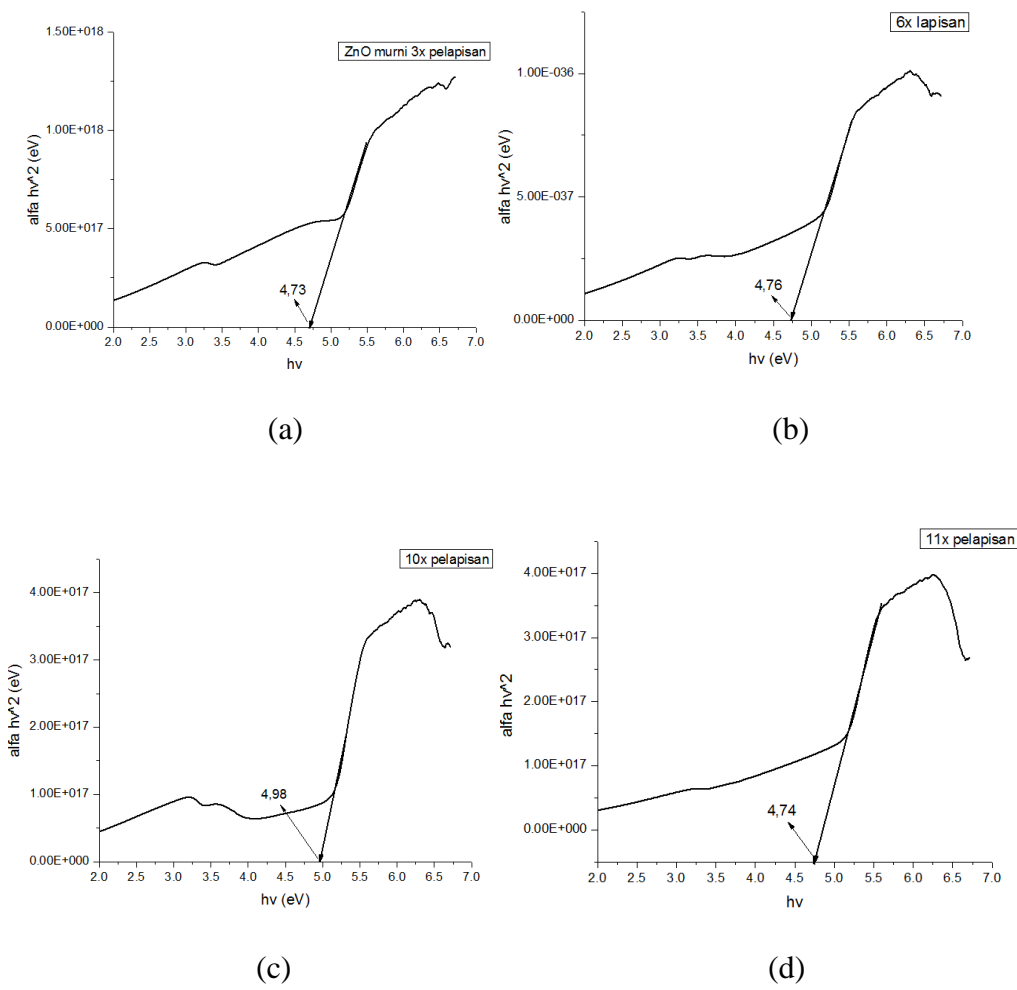 ZnO murni 3x pelapisan
1.50E+018
1.00E+018
5.00E+017
0.00E+000
alfa hv^2 (eV)
4,73
2.0 2.5 3.0 3.5 4.0 4.5 5.0 5.5 6.0 6.5 7.0
hv
(a)
6x lapisan
1.00E-036
5.00E-037
0.00E+000
alfa hv^2 (eV)
4,76
2.0 2.5 3.0 3.5 4.0 4.5 5.0 5.5 6.0 6.5 7.0
hv (eV)
(b)
10x pelapisan
4.00E+017
3.00E+017
2.00E+017
1.00E+017
0.00E+000
alfa hv^2 (eV)
4,98
2.0 2.5 3.0 3.5 4.0 4.5 5.0 5.5 6.0 6.5 7.0
hv (eV)
(c)
11x pelapisan
4.00E+017
3.00E+017
2.00E+017
1.00E+017
0.00E+000
alfa hv^2
4,74
2.0 2.5 3.0 3.5 4.0 4.5 5.0 5.5 6.0 6.5 7.0
hv
(d)